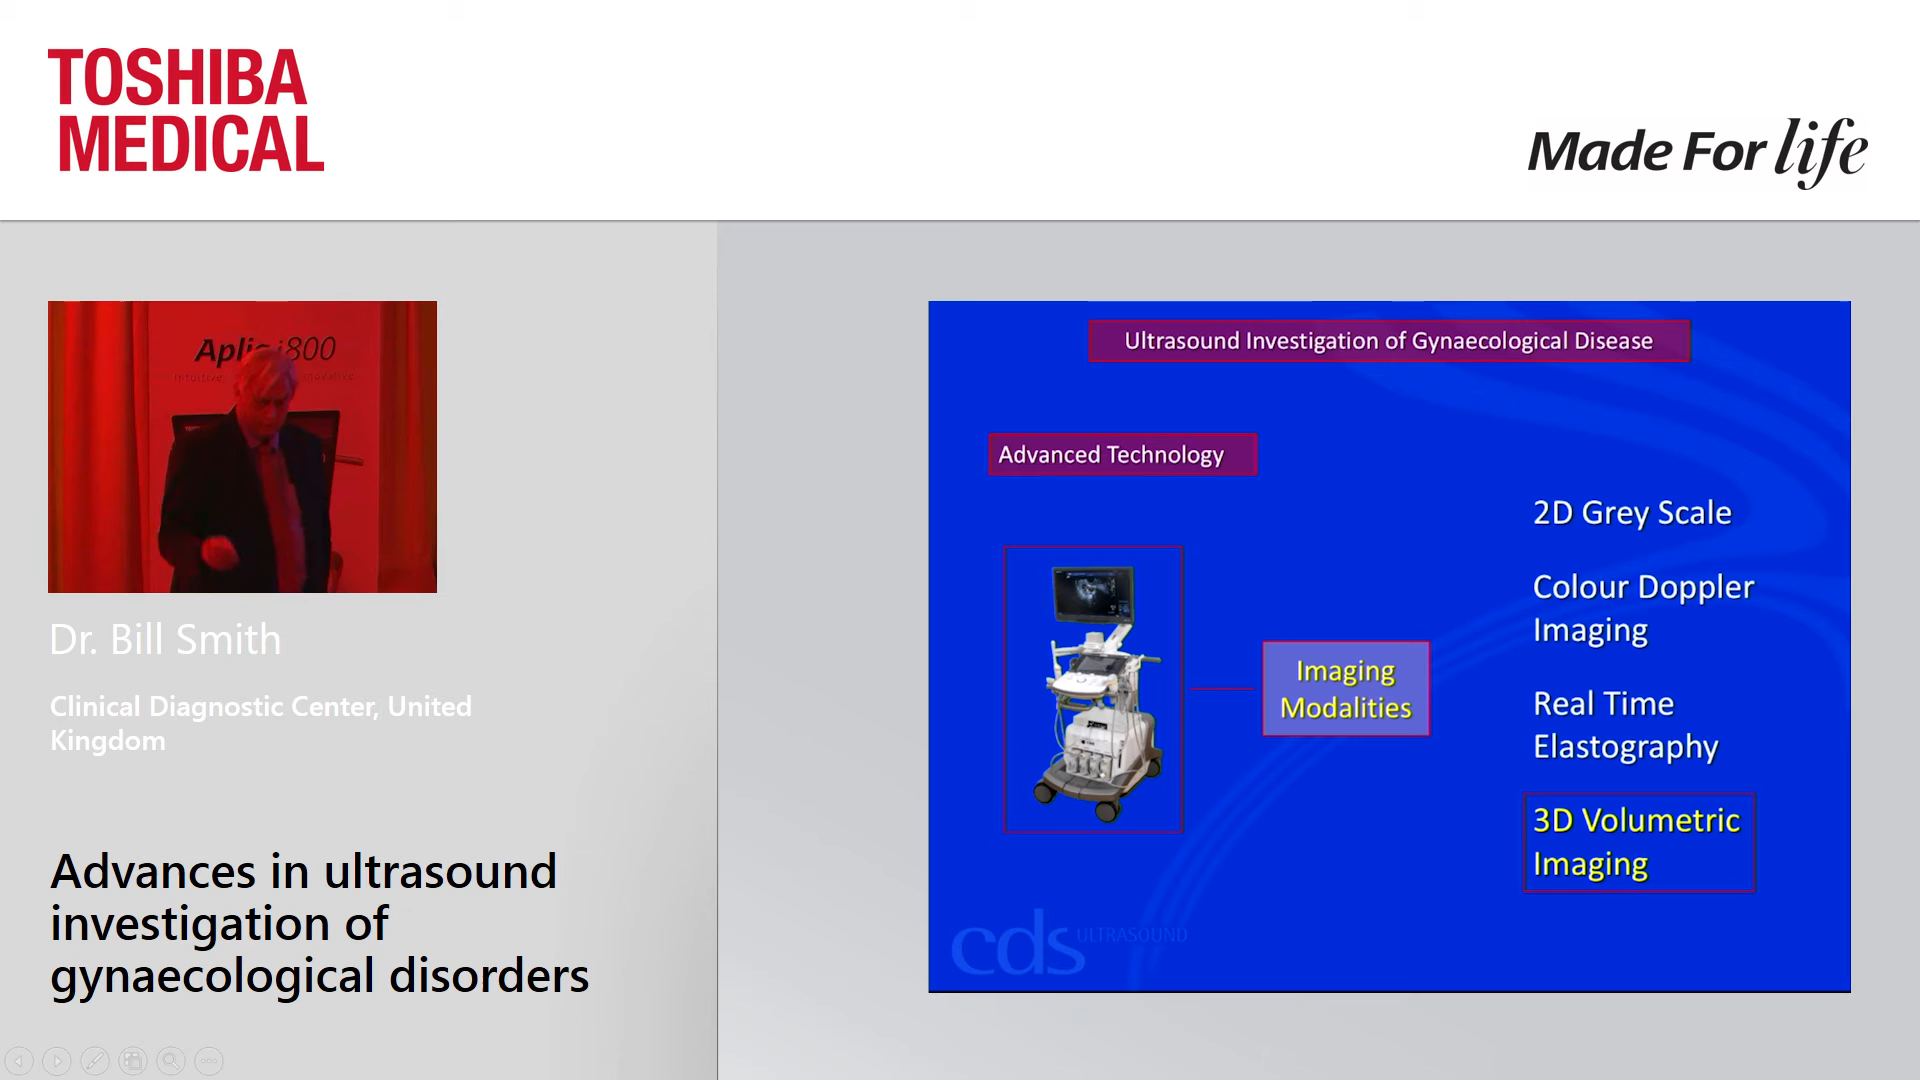 TOSHIBA
MEDICAL
Made For life
Aplio i800
Dr. Bill Smith
Clinical Diagnostic Center, United
Kingdom
Advances in ultrasound
investigation of
gynaecological disorders
Ultrasound Investigation of Gynaecological Disease
Advanced Technology
Imaging
Modalities
2D Grey Scale
Colour Doppler
Imaging
Real Time
Elastography
3D Volumetric
Imaging
cds ULTRASOUND